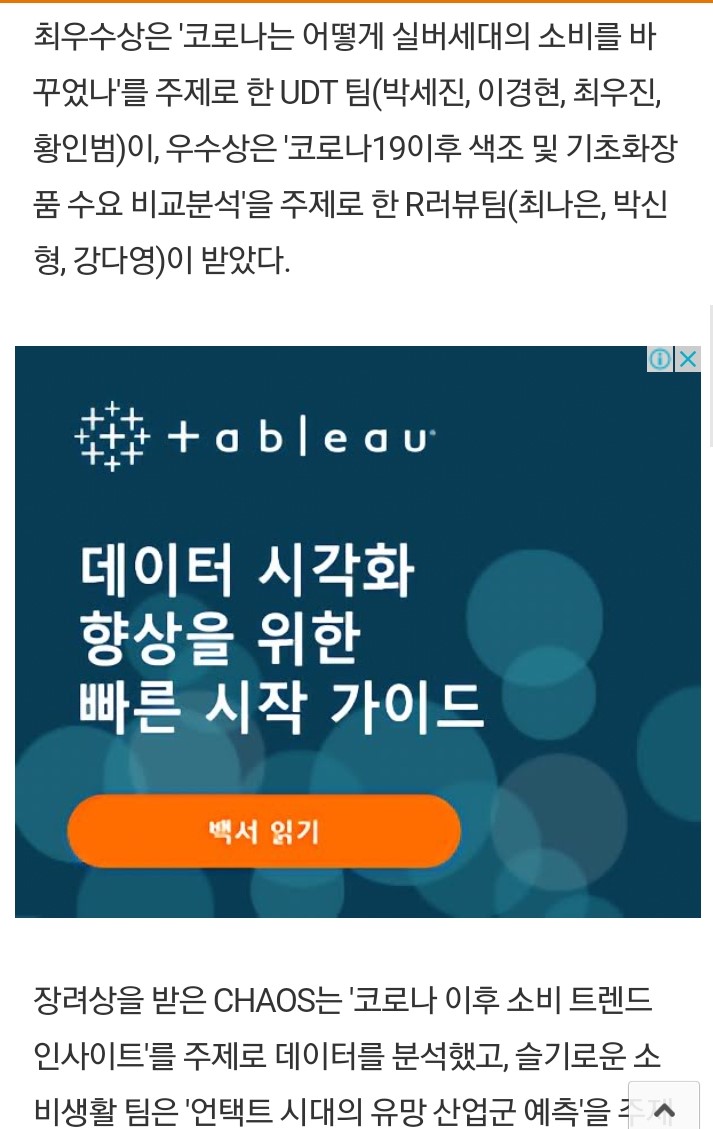 최우수상은 '코로나는 어떻게 실버세대의 소비를 바
꾸었나'를 주제로 한 UDT 팀(박세진, 이경현, 최우진,
황인범)이, 우수상은 '코로나19이후 색조 및 기초화장
품 수요 비교분석'을 주제로 한 R러뷰팀(최나은, 박신
형, 강다영)이 받았다.
+ableau
데이터 시각화
향상을 위한
빠른 시작 가이드
백서 읽기
장려상을 받은 CHAOS는 '코로나 이후 소비 트렌드
인사이트'를 주제로 데이터를 분석했고, 슬기로운 소
비생활 팀은 '언택트 시대의 유망 산업군 예측'을 주제